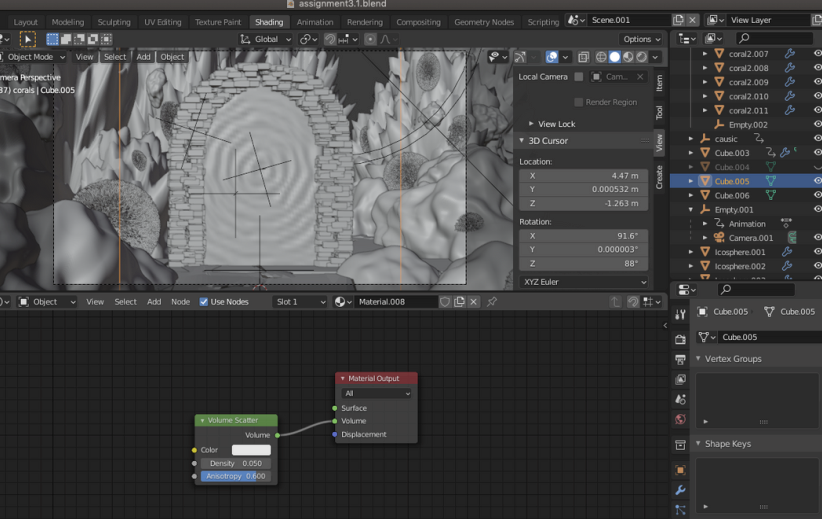 assignment3.1.blend
Layout Modeling Sculpting UV Editing Texture Paint Shading Animation Rendering Compositing Geometry Nodes Scripting Scene.001 View Layer
Global Options
Object Mode View Select Add Object
mera Perspective
37) corals | Cube.005
Local Camera Cam...
Render Region
View Lock
3D Cursor
Location:
X 4.47 m
Y 0.000532 m
Z -1.263 m
Rotation:
X 91.6°
Y 0.000003°
Z 88°
XYZ Euler
Item
Tool
View
Create
coral2.007
coral2.008
coral2.009
coral2.010
coral2.011
Empty.002
causic
Cube.003
Cube.004
Cube.005
Cube.006
Empty.001
Animation
Camera.001
Icosphere.001
Icosphere.002
Object View Select Add Node Use Nodes Slot 1 Material.008
Cube.005 Cube.005
Cube.005
Vertex Groups
Shape Keys
Material Output
All
Surface
Volume
Displacement
Volume Scatter
Volume
Color
Density 0.050
Anisotropy 0.600